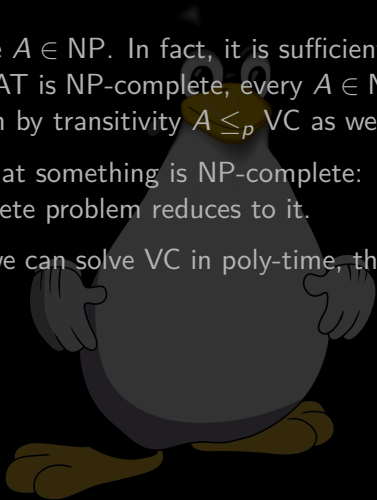 A ∈ NP. In fact, it is sufficient
AT is NP-complete, every A ∈ N
by transitivity A ≤p VC as we
at something is NP-complete:
ete problem reduces to it.
we can solve VC in poly-time, th